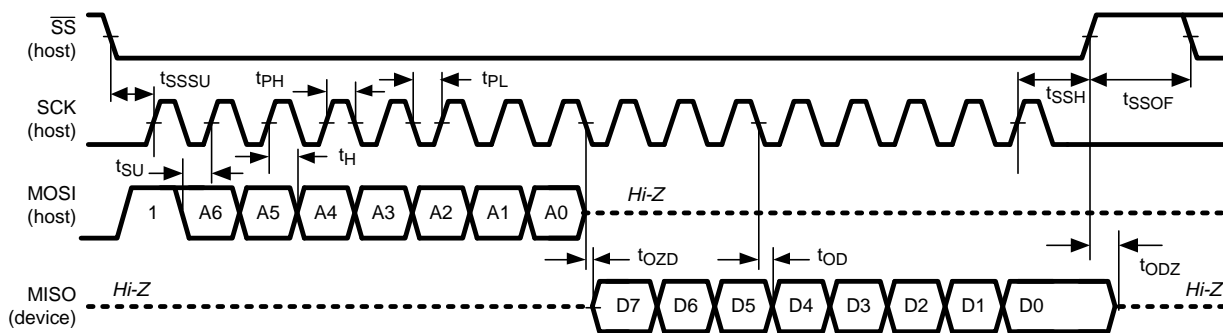 SS
(host)
tSSSU
tPH
tPL
tSSH
tSSOF
SCK
(host)
tSU
tH
MOSI
(host)
1 A6 A5 A4 A3 A2 A1 A0
Hi-Z
tOZD
tOD
tODZ
MISO
(device)
Hi-Z
D7 D6 D5 D4 D3 D2 D1 D0
Hi-Z